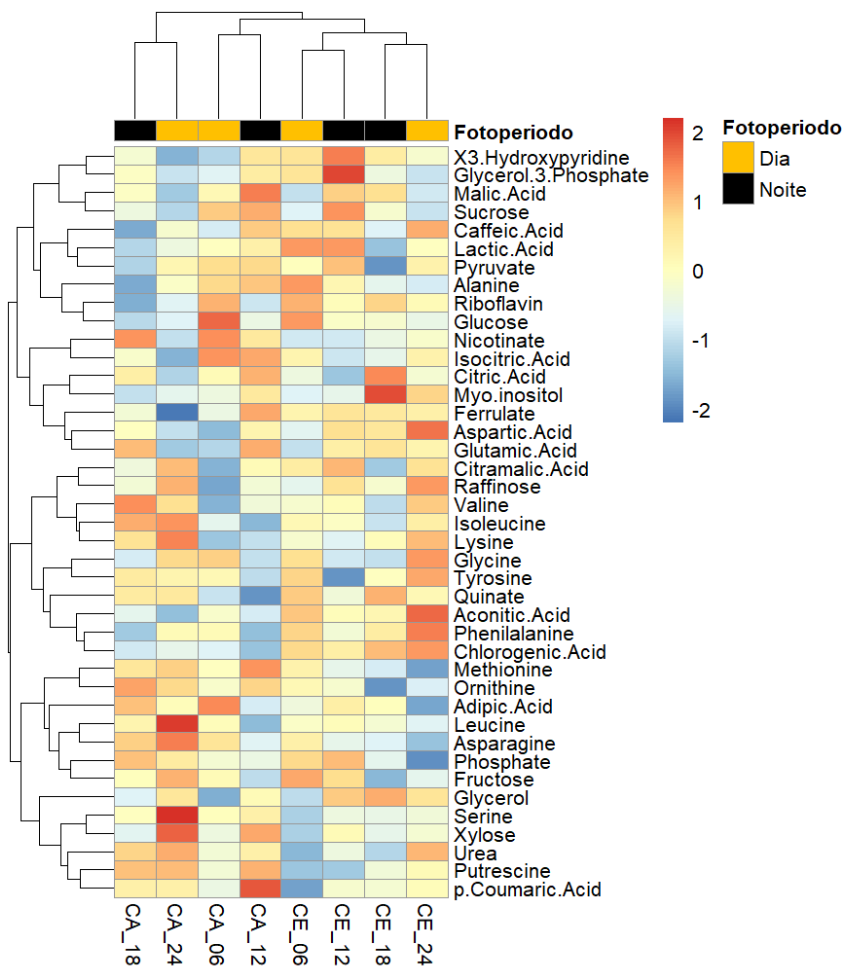 Fotoperiodo
X3.Hydroxypyridine
Glycerol.3.Phosphate
Malic.Acid
Sucrose
Caffeic.Acid
Lactic.Acid
Pyruvate
Alanine
Riboflavin
Glucose
Nicotinate
Isocitric.Acid
Citric.Acid
Myo.inositol
Ferrulate
Aspartic.Acid
Glutamic.Acid
Citramalic.Acid
Raffinose
Valine
Isoleucine
Lysine
Glycine
Tyrosine
Quinate
Aconitic.Acid
Phenilalanine
Chlorogenic.Acid
Methionine
Ornithine
Adipic.Acid
Leucine
Asparagine
Phosphate
Fructose
Glycerol
Serine
Xylose
Urea
Putrescine
p.Coumaric.Acid
CA_18
CA_24
CA_06
CA_12
CE_06
CE_12
CE_18
CE_24
2
1
0
-1
-2
Fotoperiodo
Dia
Noite